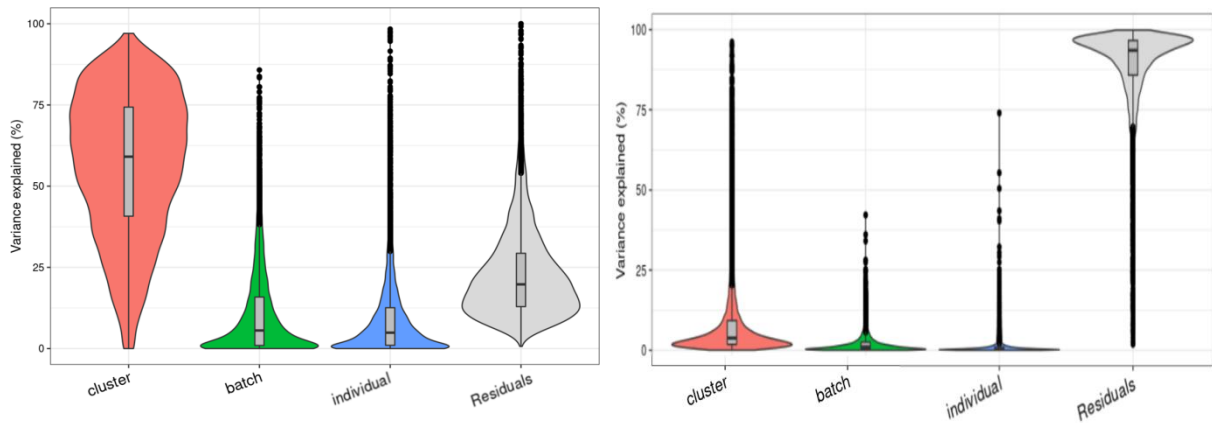 100
75
50
25
0
Variance explained (%)
cluster
batch
individual
Residuals
100
75
50
25
0
Variance explained (%)
cluster
batch
individual
Residuals